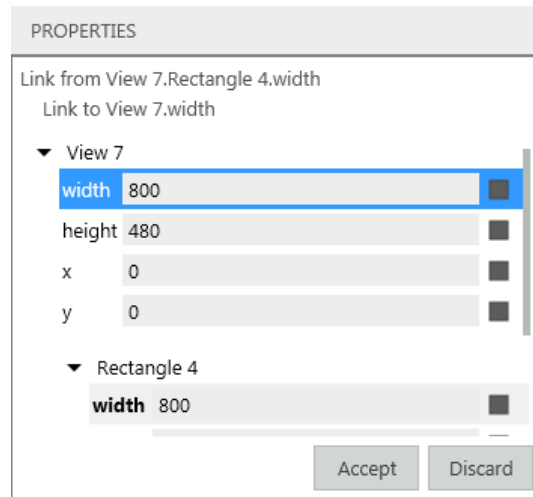 PROPERTIES
Link from View 7.Rectangle 4.width
Link to View 7.width
View 7
width 800
height 480
x 0
y 0
Rectangle 4
width 800
Accept Discard